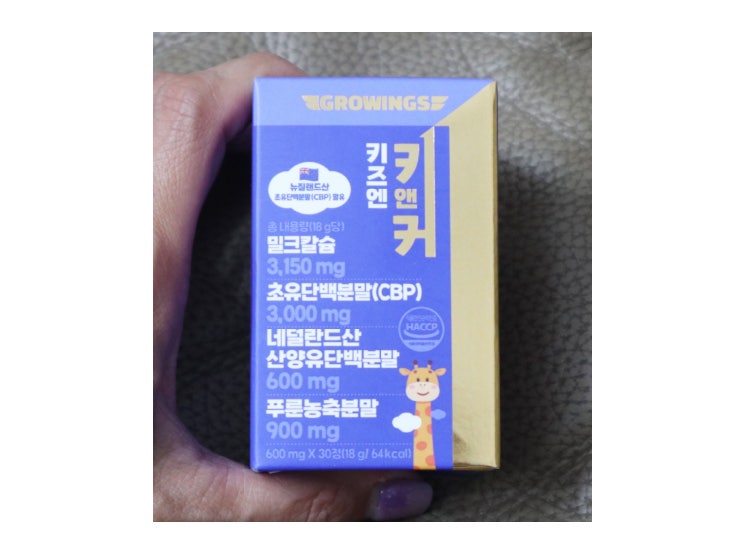 GROWINGS
키즈엔
키앤커
뉴질랜드산
초유단백분말(CBP) 함유
총 내용량(18 g당)
밀크칼슘
3,150 mg
초유단백분말(CBP)
3,000 mg
네덜란드산
산양유단백분말
600 mg
푸룬농축분말
900 mg
600 mg X 30정(18 g/ 64kcal)
HACCP